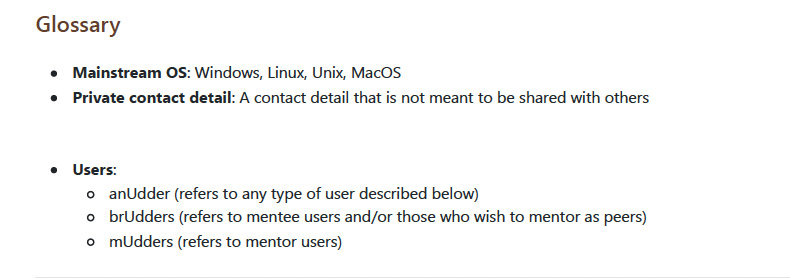 Glossary
Mainstream OS: Windows, Linux, Unix, MacOS
Private contact detail: A contact detail that is not meant to be shared with others
Users:
anUdder (refers to any type of user described below)
brUdders (refers to mentee users and/or those who wish to mentor as peers)
mUdders (refers to mentor users)